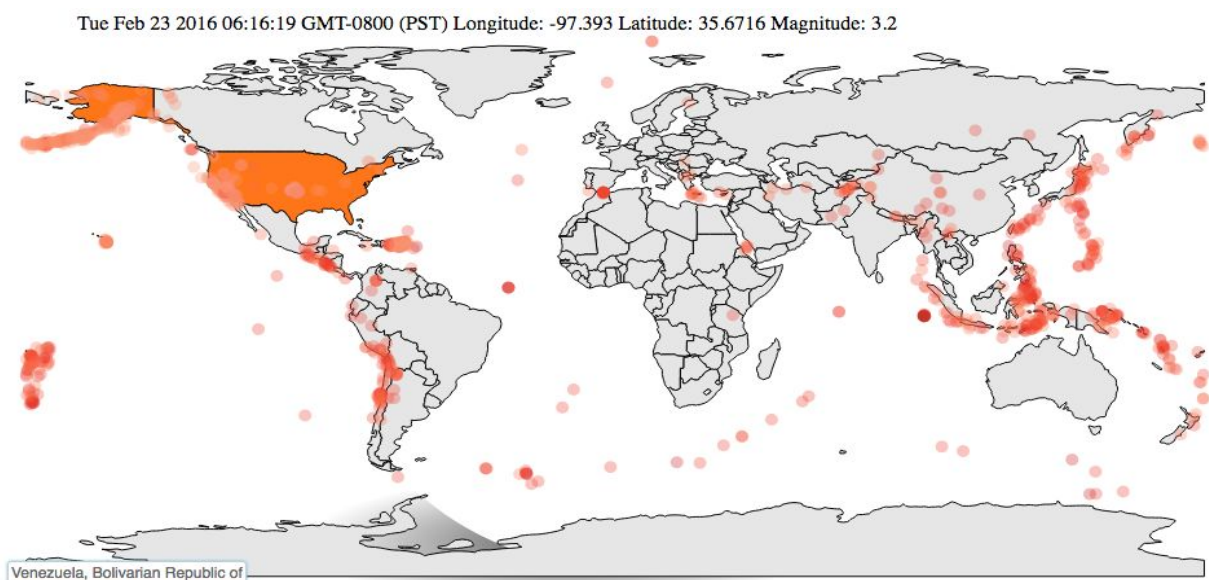 Tue Feb 23 2016 06:16:19 GMT-0800 (PST) Longitude: -97.393 Latitude: 35.6716 Magnitude: 3.2
Venezuela, Bolivarian Republic of